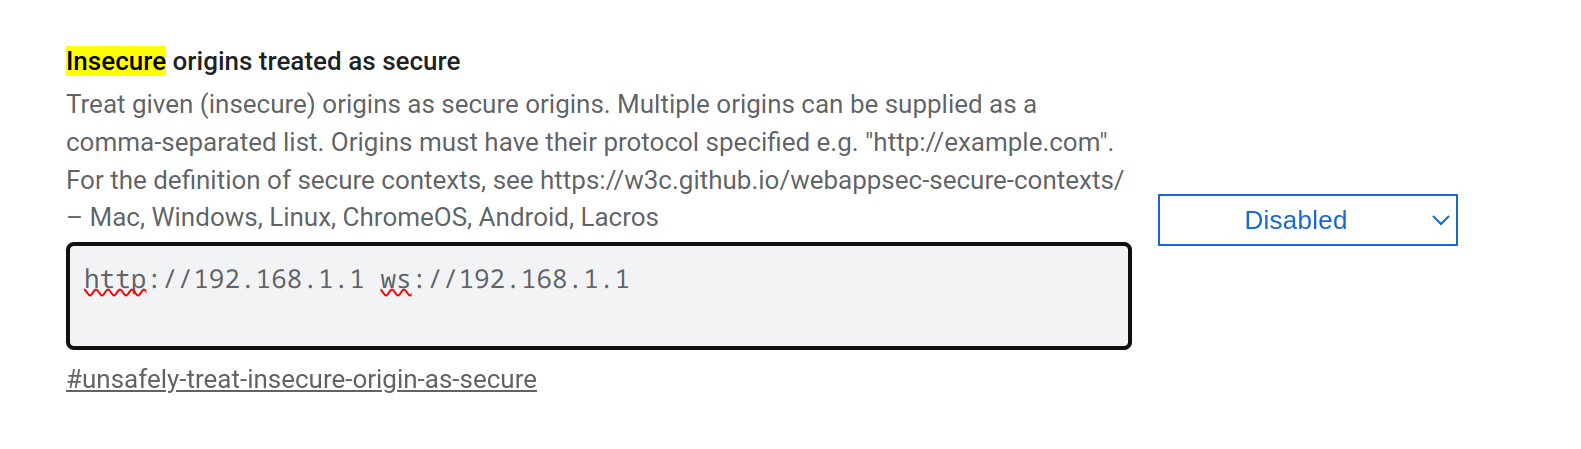 Insecure origins treated as secure
Treat given (insecure) origins as secure origins. Multiple origins can be supplied as a
comma-separated list. Origins must have their protocol specified e.g. "http://example.com".
For the definition of secure contexts, see https://w3c.github.io/webappsec-secure-contexts/
– Mac, Windows, Linux, ChromeOS, Android, Lacros
Disabled
http://192.168.1.1 ws://192.168.1.1
#unsafely-treat-insecure-origin-as-secure